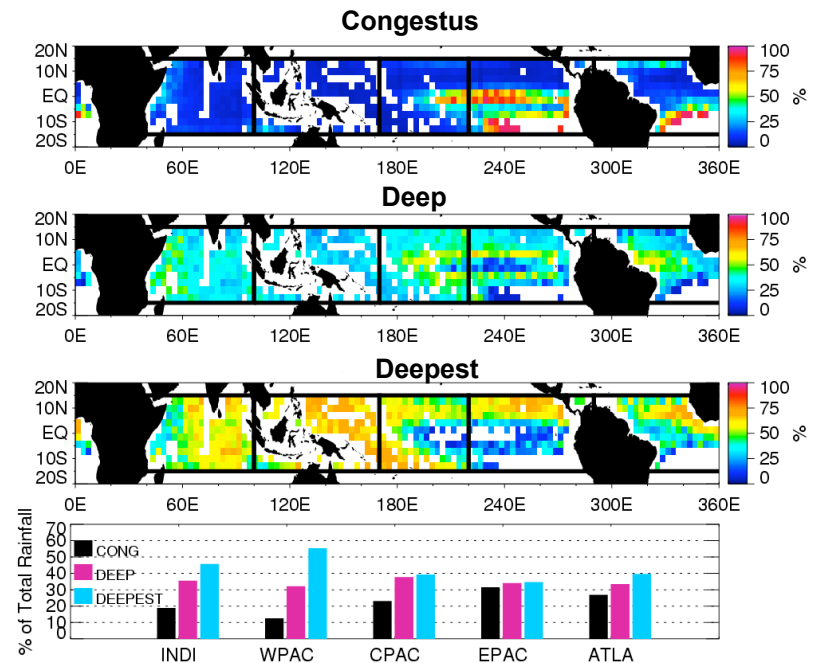 Congestus
20N
10N
EQ
10S
20S
0E 60E 120E 180E 240E 300E 360E
100
75
50
25
0
%
Deep
20N
10N
EQ
10S
20S
0E 60E 120E 180E 240E 300E 360E
100
75
50
25
0
%
Deepest
20N
10N
EQ
10S
20S
0E 60E 120E 180E 240E 300E 360E
100
75
50
25
0
%
% of Total Rainfall
70
60
50
40
30
20
10
0
CONG
DEEP
DEEPEST
INDI WPAC CPAC EPAC ATLA